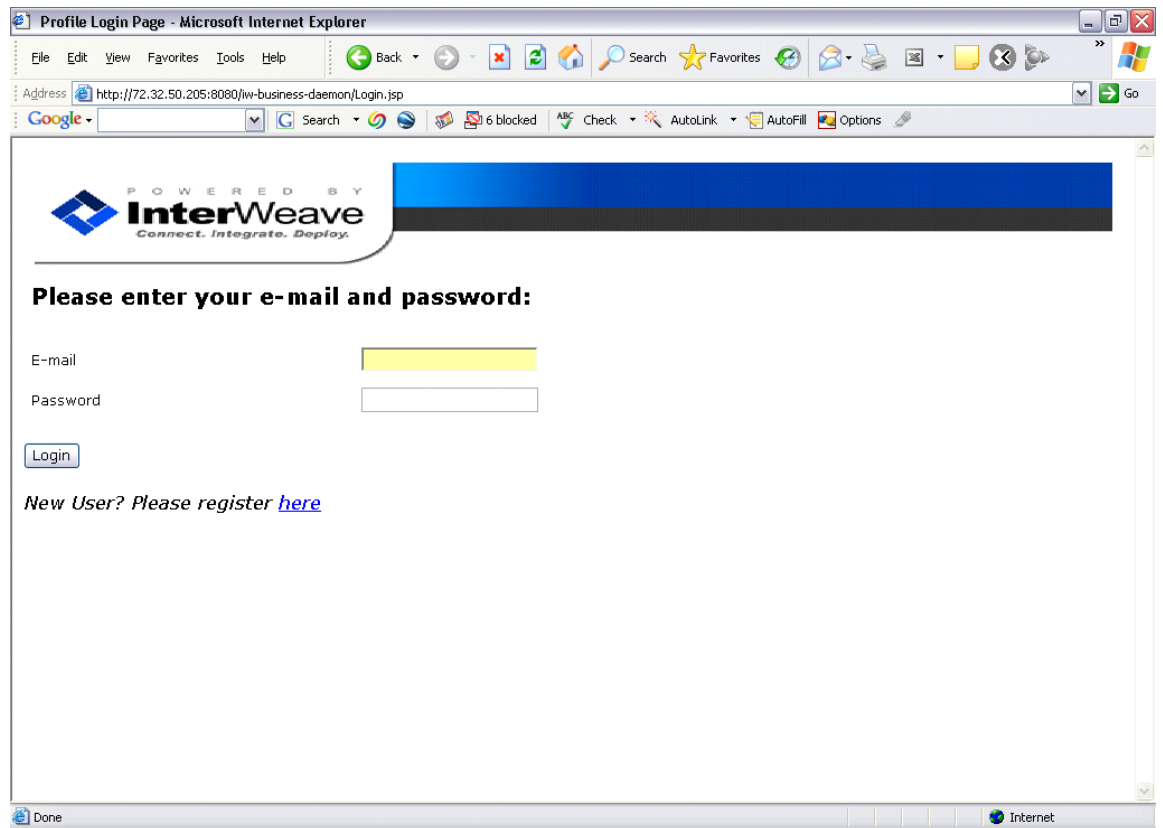 Profile Login Page - Microsoft Internet Explorer
File Edit View Favorites Tools Help Back Search Favorites »
Address http://72.32.50.205:8080/iw-business-daemon/Login.jsp Go
Google Search 6 blocked ABC Check AutoLink AutoFill Options
POWERED BY
InterWeave
Connect. Integrate. Deploy.
Please enter your e-mail and password:
E-mail
Password
Login
New User? Please register here
Done Internet